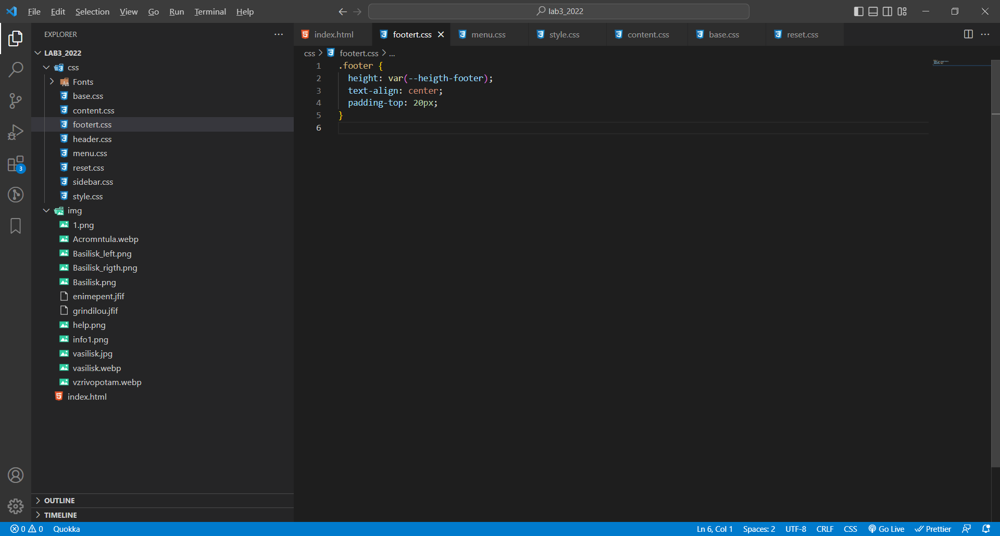 File Edit Selection View Go Run Terminal Help
lab3_2022
EXPLORER
LAB3_2022
css
Fonts
base.css
content.css
footert.css
header.css
menu.css
reset.css
sidebar.css
style.css
img
1.png
Acromntula.webp
Basilisk_left.png
Basilisk_rigth.png
Basilisk.png
enimepent.jfif
grindilou.jfif
help.png
info1.png
vasilisk.jpg
vasilisk.webp
vzrivopotam.webp
index.html
OUTLINE
TIMELINE
3
index.html footert.css menu.css style.css content.css base.css reset.css
css > footert.css > ...
1 .footer {
2 height: var(--heigth-footer);
3 text-align: center;
4 padding-top: 20px;
5 }
6
0 0 Quokka Ln 6, Col 1 Spaces: 2 UTF-8 CRLF CSS Go Live Prettier